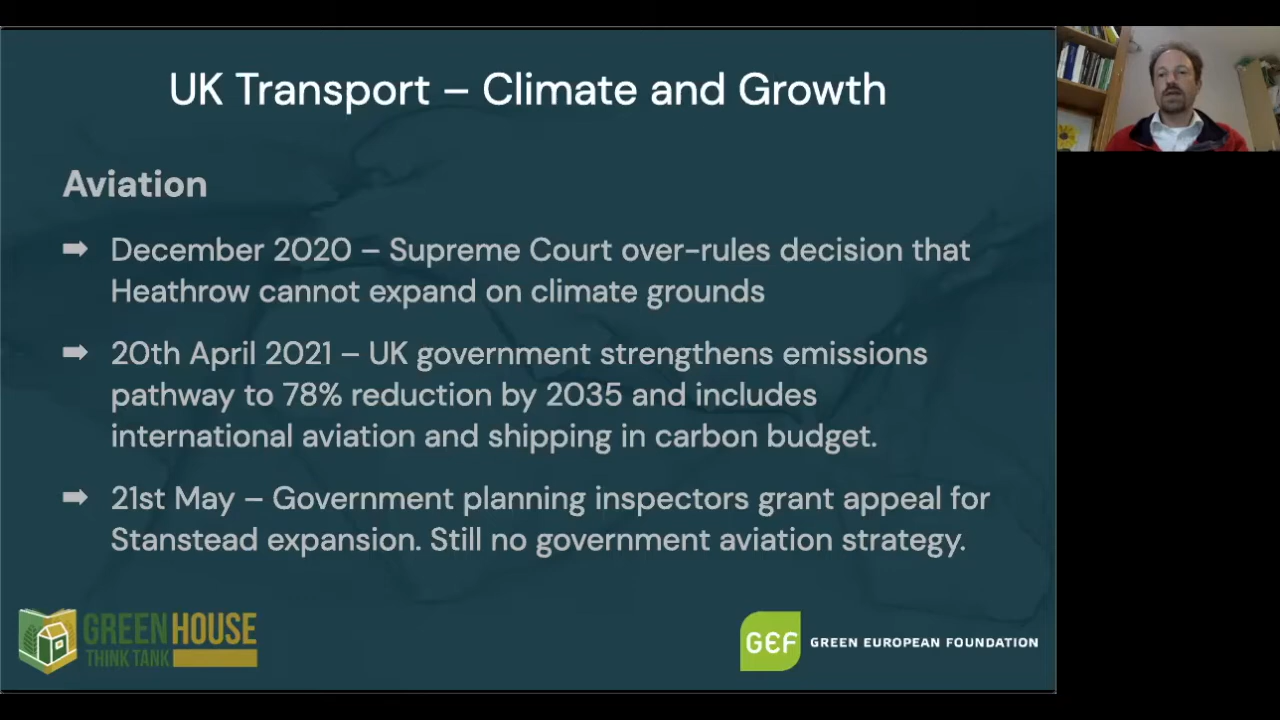 UK Transport – Climate and Growth
Aviation
➡ December 2020 – Supreme Court over-rules decision that
Heathrow cannot expand on climate grounds
➡ 20th April 2021 – UK government strengthens emissions
pathway to 78% reduction by 2035 and includes
international aviation and shipping in carbon budget.
➡ 21st May – Government planning inspectors grant appeal for
Stanstead expansion. Still no government aviation strategy.
GREEN HOUSE
THINK TANK
GEF GREEN EUROPEAN FOUNDATION